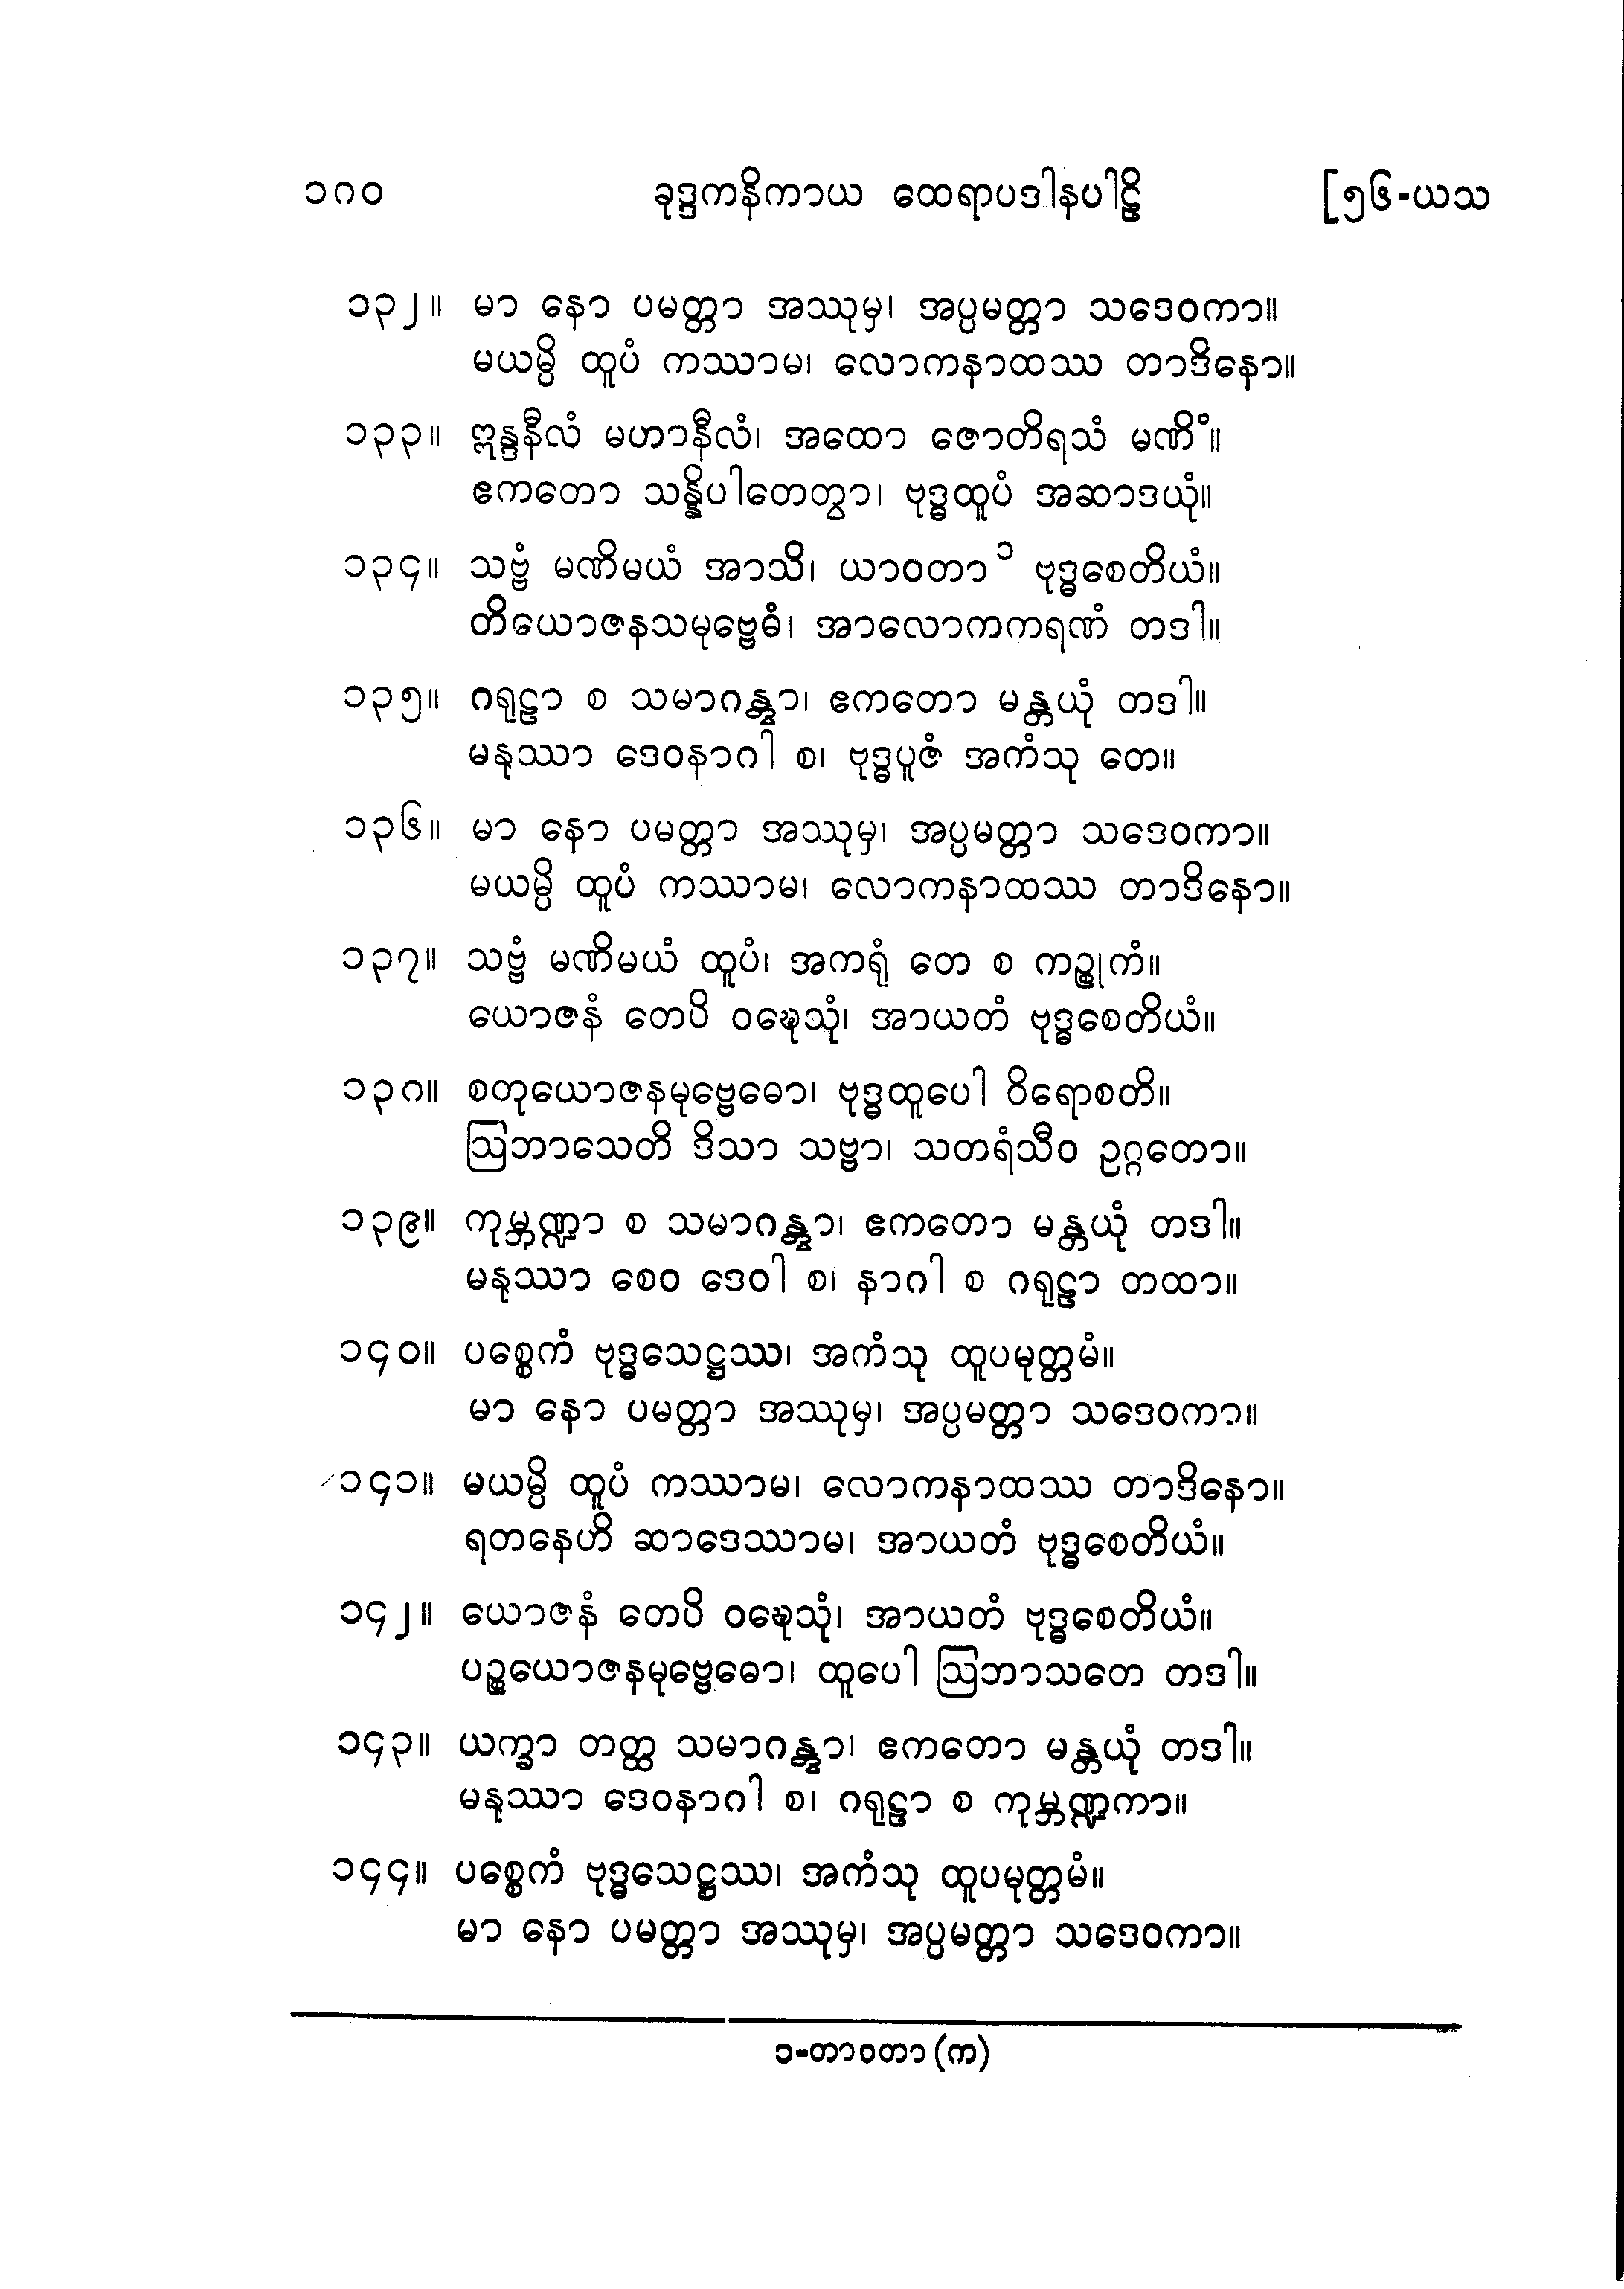 ၁၈၀ ခုဒ္ဒကနိကာယ ထေရာပဒါနပါဠိ [၅၆-ယသ
၁၃၂။ မာ နော ပမတ္တာ အဿုမှ၊ အပ္ပမတ္တာ သဒေဝကာ။
မယမ္ပိ ထူပံ ကဿာမ၊ လောကနာထဿ တာဒိနော။
၁၃၃။ ဣန္ဒနီလံ မဟာနီလံ၊ အထော ဇောတိရသံ မဏိံ။
ဧကတော သန္နိပါတေတွာ၊ ဗုဒ္ဓထူပံ အဆာဒယုံ။
၁၃၄။ သဗ္ဗံ မဏိမယံ အာသိ၊ ယာဝတာ ၁ ဗုဒ္ဓစေတိယံ။
တိယောဇနသမုဗ္ဗေဓံ၊ အာလောကကရဏံ တဒါ။
၁၃၅။ ဂရုဠာ စ သမာဂန္တွာ၊ ဧကတော မန္တယုံ တဒါ။
မနုဿာ ဒေဝနာဂါ စ၊ ဗုဒ္ဓပူဇံ အကံသု တေ။
၁၃၆။ မာ နော ပမတ္တာ အဿုမှ၊ အပ္ပမတ္တာ သဒေဝကာ။
မယမ္ပိ ထူပံ ကဿာမ၊ လောကနာထဿ တာဒိနော။
၁၃၇။ သဗ္ဗံ မဏိမယံ ထူပံ၊ အကရုံ တေ စ ကဉ္စုကံ။
ယောဇနံ တေပိ ဝဍ္ဎေသုံ၊ အာယတံ ဗုဒ္ဓစေတိယံ။
၁၃၈။ စတုယောဇနမုဗ္ဗေဓော၊ ဗုဒ္ဓထူပေါ ဝိရောစတိ။
ဩဘာသေတိ ဒိသာ သဗ္ဗာ၊ သတရံသီဝ ဥဂ္ဂတော။
၁၃၉။ ကုမ္ဘဏ္ဍာ စ သမာဂန္တွာ၊ ဧကတော မန္တယုံ တဒါ။
မနုဿာ စေဝ ဒေဝါ စ၊ နာဂါ စ ဂရုဠာ တထာ။
၁၄၀။ ပစ္စေကံ ဗုဒ္ဓသေဋ္ဌဿ၊ အကံသု ထူပမုတ္တမံ။
မာ နော ပမတ္တာ အဿုမှ၊ အပ္ပမတ္တာ သဒေဝကာ။
၁၄၁။ မယမ္ပိ ထူပံ ကဿာမ၊ လောကနာထဿ တာဒိနော။
ရတနေဟိ ဆာဒေဿာမ၊ အာယတံ ဗုဒ္ဓစေတိယံ။
၁၄၂။ ယောဇနံ တေပိ ဝဍ္ဎေသုံ၊ အာယတံ ဗုဒ္ဓစေတိယံ။
ပဉ္စယောဇနမုဗ္ဗေဓော၊ ထူပေါ ဩဘာသတေ တဒါ။
၁၄၃။ ယက္ခာ တတ္ထ သမာဂန္တွာ၊ ဧကတော မန္တယုံ တဒါ။
မနုဿာ ဒေဝနာဂါ စ၊ ဂရုဠာ စ ကုမ္ဘဏ္ဍကာ။
၁၄၄။ ပစ္စေကံ ဗုဒ္ဓသေဋ္ဌဿ၊ အကံသု ထူပမုတ္တမံ။
မာ နော ပမတ္တာ အဿုမှ၊ အပ္ပမတ္တာ သဒေဝကာ။
၁-တာဝတာ (က)